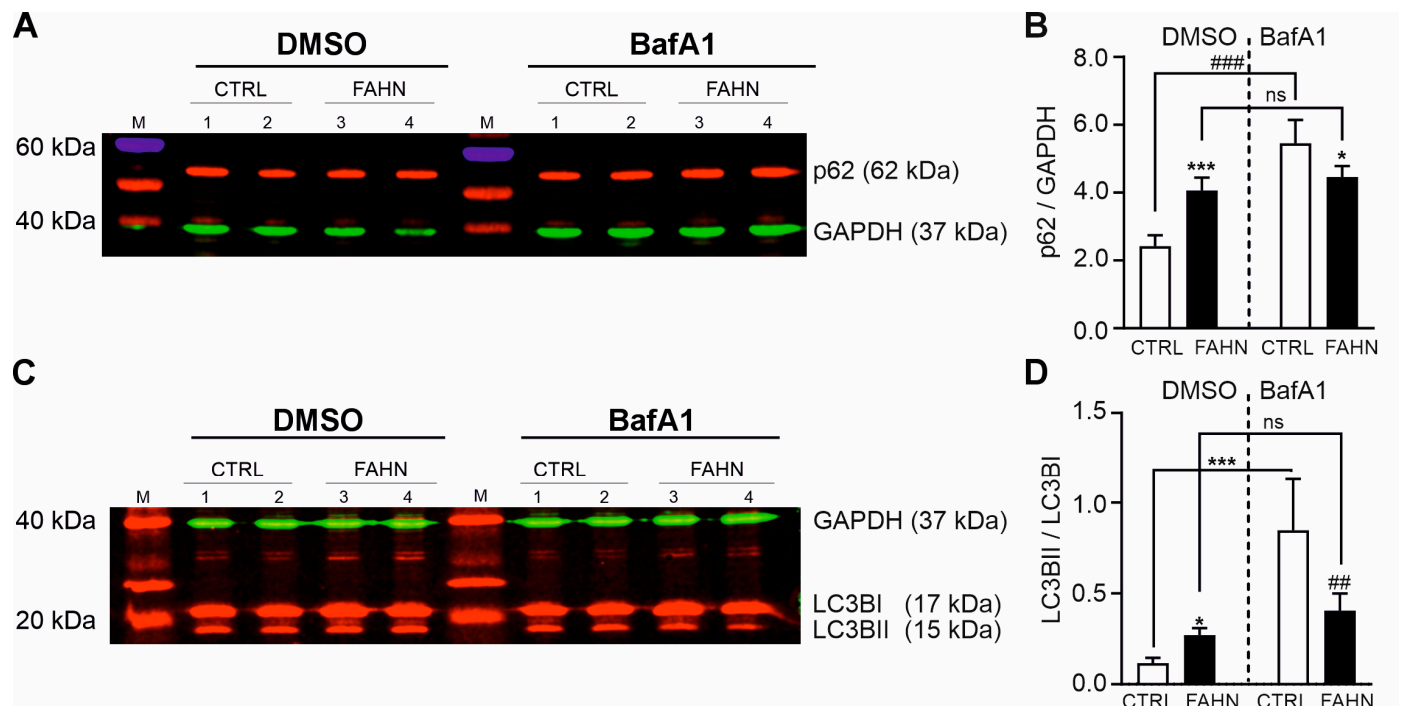 A
DMSO
BafA1
CTRL
FAHN
CTRL
FAHN
M
1
2
3
4
M
1
2
3
4
60 kDa
40 kDa
p62 (62 kDa)
GAPDH (37 kDa)
B
DMSO
BafA1
p62 / GAPDH
8.0
6.0
4.0
2.0
0.0
###
ns
***
*
CTRL
FAHN
CTRL
FAHN
C
DMSO
BafA1
CTRL
FAHN
CTRL
FAHN
M
1
2
3
4
M
1
2
3
4
40 kDa
20 kDa
GAPDH (37 kDa)
LC3BI (17 kDa)
LC3BII (15 kDa)
D
DMSO
BafA1
LC3BII / LC3BI
1.5
1.0
0.5
0.0
ns
***
*
##
CTRL
FAHN
CTRL
FAHN